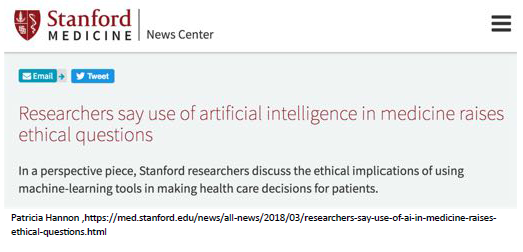 Stanford
MEDICINE
News Center
Email
Tweet
Researchers say use of artificial intelligence in medicine raises
ethical questions
In a perspective piece, Stanford researchers discuss the ethical implications of using
machine-learning tools in making health care decisions for patients.
Patricia Hannon ,https://med.stanford.edu/news/all-news/2018/03/researchers-say-use-of-ai-in-medicine-raises-
ethical-questions.html